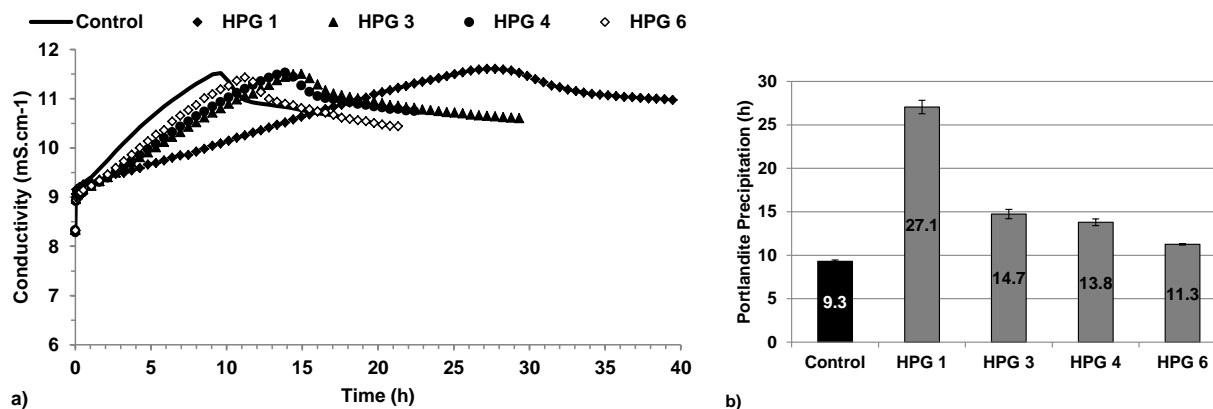 Control HPG 1 HPG 3 HPG 4 HPG 6
12
11
10
9
8
7
6
Conductivity (mS.cm-1)
0 5 10 15 20 25 30 35 40
Time (h)
a)
30
25
20
15
10
5
0
Portlandite Precipitation (h)
9.3
27.1
14.7
13.8
11.3
Control HPG 1 HPG 3 HPG 4 HPG 6
b)